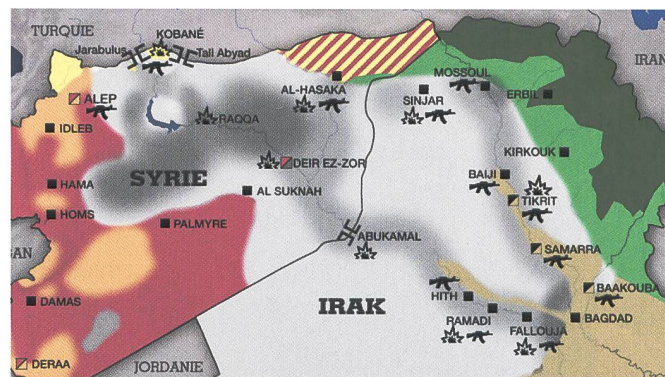 TURQUIE
KOBANÉ
Jarabulus
Tall Abyad
IRAN
ALEP
AL-HASAKA
MOSSOUL
SINJAR
ERBIL
IDLEB
RAQQA
KIRKOUK
DEIR EZ-ZOR
BAIJI
SYRIE
HAMA
AL SUKNAH
TIKRIT
HOMS
PALMYRE
ABUKAMAL
SAMARRA
BAN
HITH
BAAKOUBA
DAMAS
IRAK
RAMADI
BAGDAD
FALLOUJA
DERAA
JORDANIE